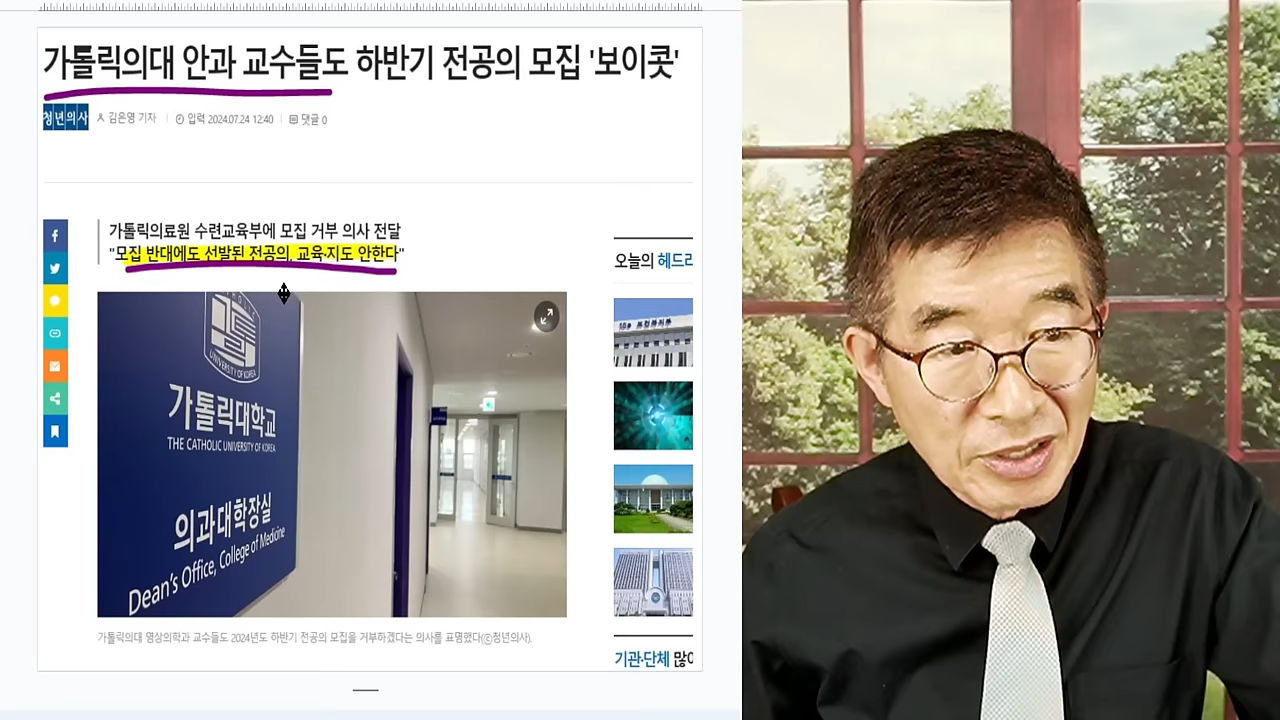 가톨릭의대 안과 교수들도 하반기 전공의 모집 '보이콧'
청년의사
김은영 기자
입력 2024.07.24 12:40
댓글 0
가톨릭의료원 수련교육부에 모집 거부 의사 전달
"모집 반대에도 선발된 전공의, 교육·지도 안한다"
오늘의 헤드라
UNIVERSITY OF KOREA
가톨릭대학교
THE CATHOLIC UNIVERSITY OF KOREA
의과대학장실
Dean's Office, College of Medicine
가톨릭의대 영상의학과 교수들도 2024년도 하반기 전공의 모집을 거부하겠다는 의사를 표명했다(ⓒ청년의사).
기관·단체 많이